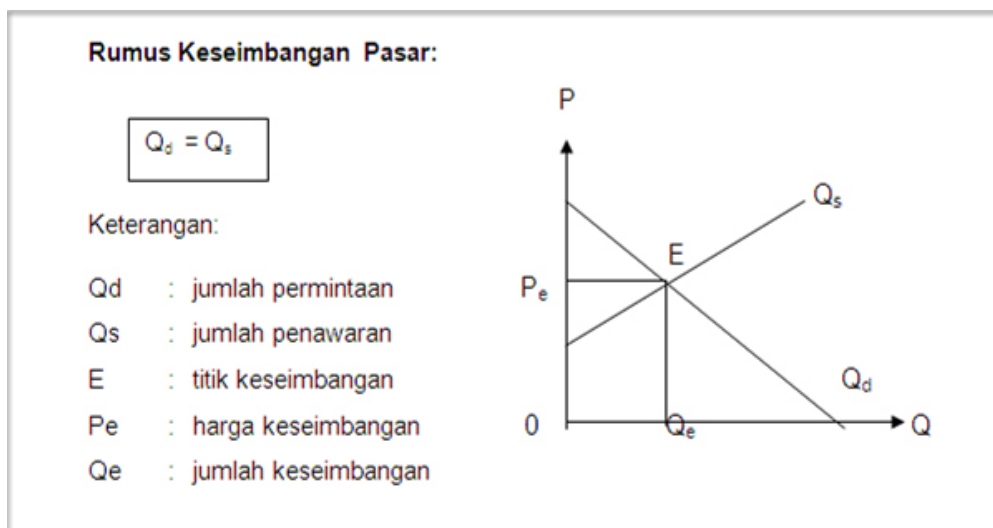 Rumus Keseimbangan Pasar:
Qd = Qs
Keterangan:
Qd : jumlah permintaan
Qs : jumlah penawaran
E : titik keseimbangan
Pe : harga keseimbangan
Qe : jumlah keseimbangan
P
Qs
E
Pe
Qd
0
Qe
Q